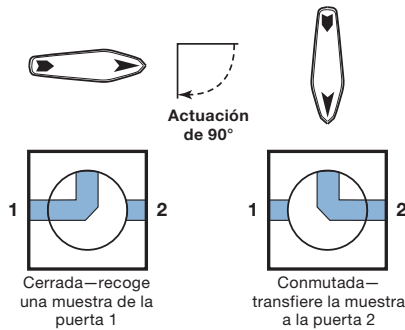 Actuación
de 90°
1
2
1
2
Cerrada—recoge
una muestra de la
puerta 1
Conmutada—
transfiere la muestra
a la puerta 2